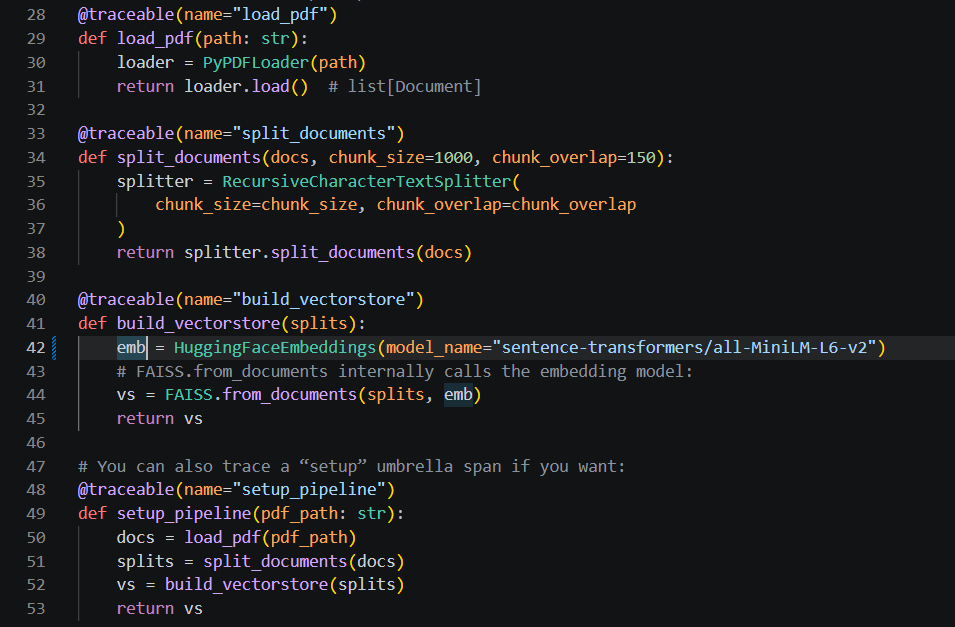 28 @traceable(name="load_pdf")
29 def load_pdf(path: str):
30     loader = PyPDFLoader(path)
31     return loader.load()  # list[Document]
32
33 @traceable(name="split_documents")
34 def split_documents(docs, chunk_size=1000, chunk_overlap=150):
35     splitter = RecursiveCharacterTextSplitter(
36         chunk_size=chunk_size, chunk_overlap=chunk_overlap
37     )
38     return splitter.split_documents(docs)
39
40 @traceable(name="build_vectorstore")
41 def build_vectorstore(splits):
42     emb = HuggingFaceEmbeddings(model_name="sentence-transformers/all-MiniLM-L6-v2")
43     # FAISS.from_documents internally calls the embedding model:
44     vs = FAISS.from_documents(splits, emb)
45     return vs
46
47 # You can also trace a “setup” umbrella span if you want:
48 @traceable(name="setup_pipeline")
49 def setup_pipeline(pdf_path: str):
50     docs = load_pdf(pdf_path)
51     splits = split_documents(docs)
52     vs = build_vectorstore(splits)
53     return vs